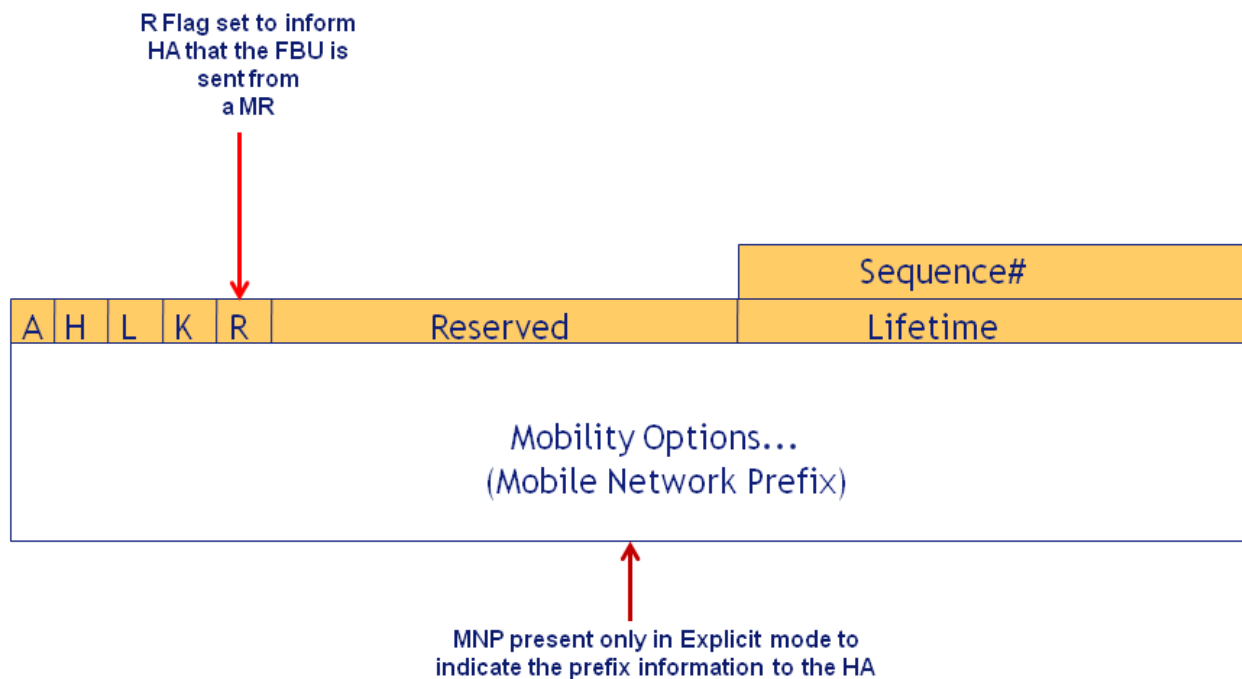 R Flag set to inform
HA that the FBU is
sent from
a MR
Sequence#
A H L K R Reserved Lifetime
Mobility Options...
(Mobile Network Prefix)
MNP present only in Explicit mode to
indicate the prefix information to the HA